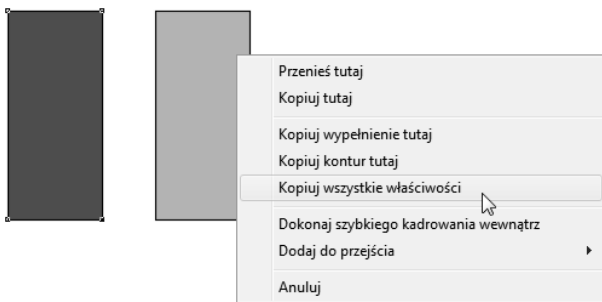 Przenieś tutaj
Kopiuj tutaj
Kopiuj wypełnienie tutaj
Kopiuj kontur tutaj
Kopiuj wszystkie właściwości
Dokonaj szybkiego kadrowania wewnątrz
Dodaj do przejścia
Anuluj